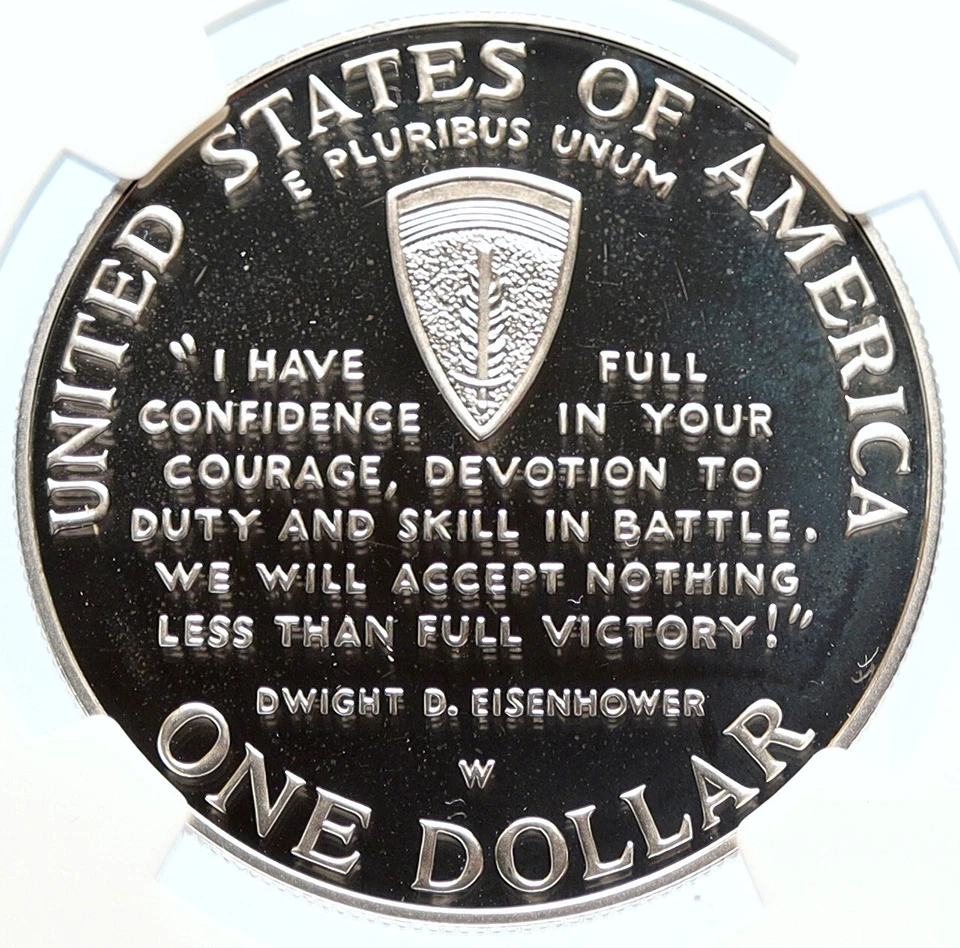 UNITED STATES OF AMERICA
E PLURIBUS UNUM
"I HAVE FULL
CONFIDENCE IN YOUR
COURAGE, DEVOTION TO
DUTY AND SKILL IN BATTLE.
WE WILL ACCEPT NOTHING
LESS THAN FULL VICTORY!"
DWIGHT D. EISENHOWER
W
ONE DOLLAR